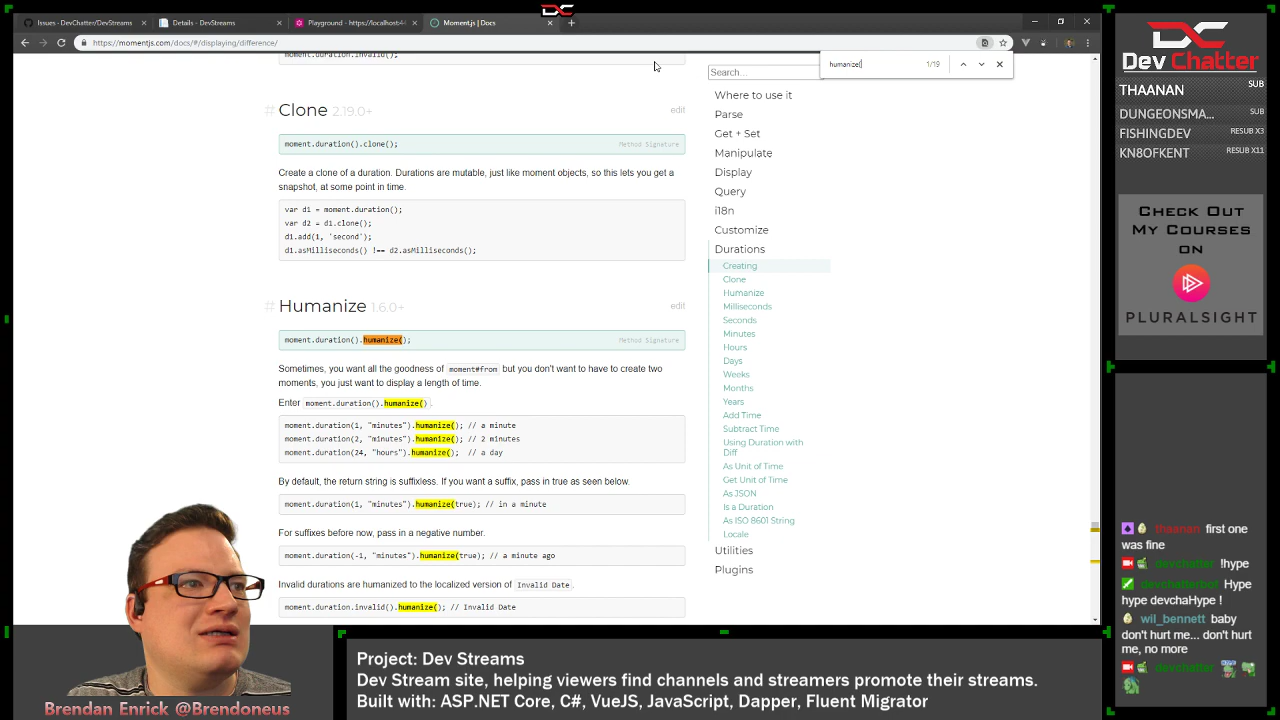 Issues - DevChatter/DevStreams
Details - DevStreams
Playground - https://localhost:44
Moment.js | Docs
https://momentjs.com/docs/#/displaying/difference/
humanize(
1/19
moment.duration.invalid();
Search...
# Clone 2.19.0+
edit
moment.duration().clone();
Method Signature
Create a clone of a duration. Durations are mutable, just like moment objects, so this lets you get a
snapshot, at some point in time.
var d1 = moment.duration();
var d2 = d1.clone();
d1.add(1, 'second');
d1.asMilliseconds() !== d2.asMilliseconds();
# Humanize 1.6.0+
edit
moment.duration().humanize();
Method Signature
Sometimes, you want all the goodness of moment#from but you don't want to have to create two
moments, you just want to display a length of time.
Enter moment.duration().humanize().
moment.duration(1, "minutes").humanize(); // a minute
moment.duration(2, "minutes").humanize(); // 2 minutes
moment.duration(24, "hours").humanize(); // a day
By default, the return string is suffixless. If you want a suffix, pass in true as seen below.
moment.duration(1, "minutes").humanize(true); // in a minute
For suffixes before now, pass in a negative number.
moment.duration(-1, "minutes").humanize(true); // a minute ago
Invalid durations are humanized to the localized version of Invalid Date.
moment.duration.invalid().humanize(); // Invalid Date
Where to use it
Parse
Get + Set
Manipulate
Display
Query
i18n
Customize
Durations
Creating
Clone
Humanize
Milliseconds
Seconds
Minutes
Hours
Days
Weeks
Months
Years
Add Time
Subtract Time
Using Duration with
Diff
As Unit of Time
Get Unit of Time
As JSON
Is a Duration
As ISO 8601 String
Locale
Utilities
Plugins
Dev Chatter
THAANAN SUB
DUNGEONSMA... SUB
FISHINGDEV RESUB X3
KN8OFKENT RESUB X11
CHECK OUT
MY COURSES
ON
PLURALSIGHT
thaanan first one
was fine
devchatter !hype
devchatterbot Hype
hype devchaHype !
wil_bennett baby
don't hurt me... don't hurt
me, no more
devchatter
Brendan Enrick @Brendoneus
Project: Dev Streams
Dev Stream site, helping viewers find channels and streamers promote their streams.
Built with: ASP.NET Core, C#, VueJS, JavaScript, Dapper, Fluent Migrator